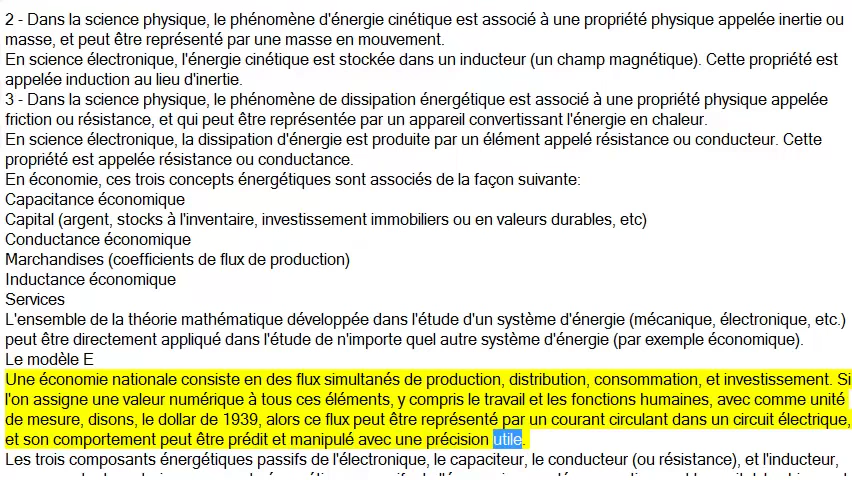 2 - Dans la science physique, le phénomène d'énergie cinétique est associé à une propriété physique appelée inertie ou
masse, et peut être représenté par une masse en mouvement.
En science électronique, l'énergie cinétique est stockée dans un inducteur (un champ magnétique). Cette propriété est
appelée induction au lieu d'inertie.
3 - Dans la science physique, le phénomène de dissipation énergétique est associé à une propriété physique appelée
friction ou résistance, et qui peut être représentée par un appareil convertissant l'énergie en chaleur.
En science électronique, la dissipation d'énergie est produite par un élément appelé résistance ou conducteur. Cette
propriété est appelée résistance ou conductance.
En économie, ces trois concepts énergétiques sont associés de la façon suivante:
Capacitance économique
Capital (argent, stocks à l'inventaire, investissement immobiliers ou en valeurs durables, etc)
Conductance économique
Marchandises (coefficients de flux de production)
Inductance économique
Services
L'ensemble de la théorie mathématique développée dans l'étude d'un système d'énergie (mécanique, électronique, etc.)
peut être directement appliqué dans l'étude de n'importe quel autre système d'énergie (par exemple économique).
Le modèle E
Une économie nationale consiste en des flux simultanés de production, distribution, consommation, et investissement. Si
l'on assigne une valeur numérique à tous ces éléments, y compris le travail et les fonctions humaines, avec comme unité
de mesure, disons, le dollar de 1939, alors ce flux peut être représenté par un courant circulant dans un circuit électrique,
et son comportement peut être prédit et manipulé avec une précision utile.
Les trois composants énergétiques passifs de l'électronique, le capaciteur, le conducteur (ou résistance), et l'inducteur,